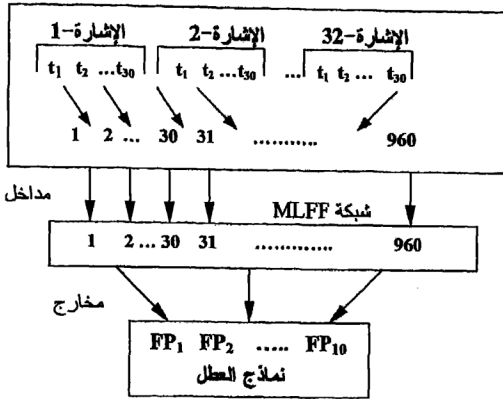 الإشارة-1 الإشارة-2 الإشارة-32
t1 t2 ...t30 t1 t2 ...t30 ... t1 t2 ... t30
1 2 ... 30 31 ........... 960
مداخل
شبكة MLFF
1 2 ... 30 31 ............. 960
مخارج
FP1 FP2 ..... FP10
نماذج العطل